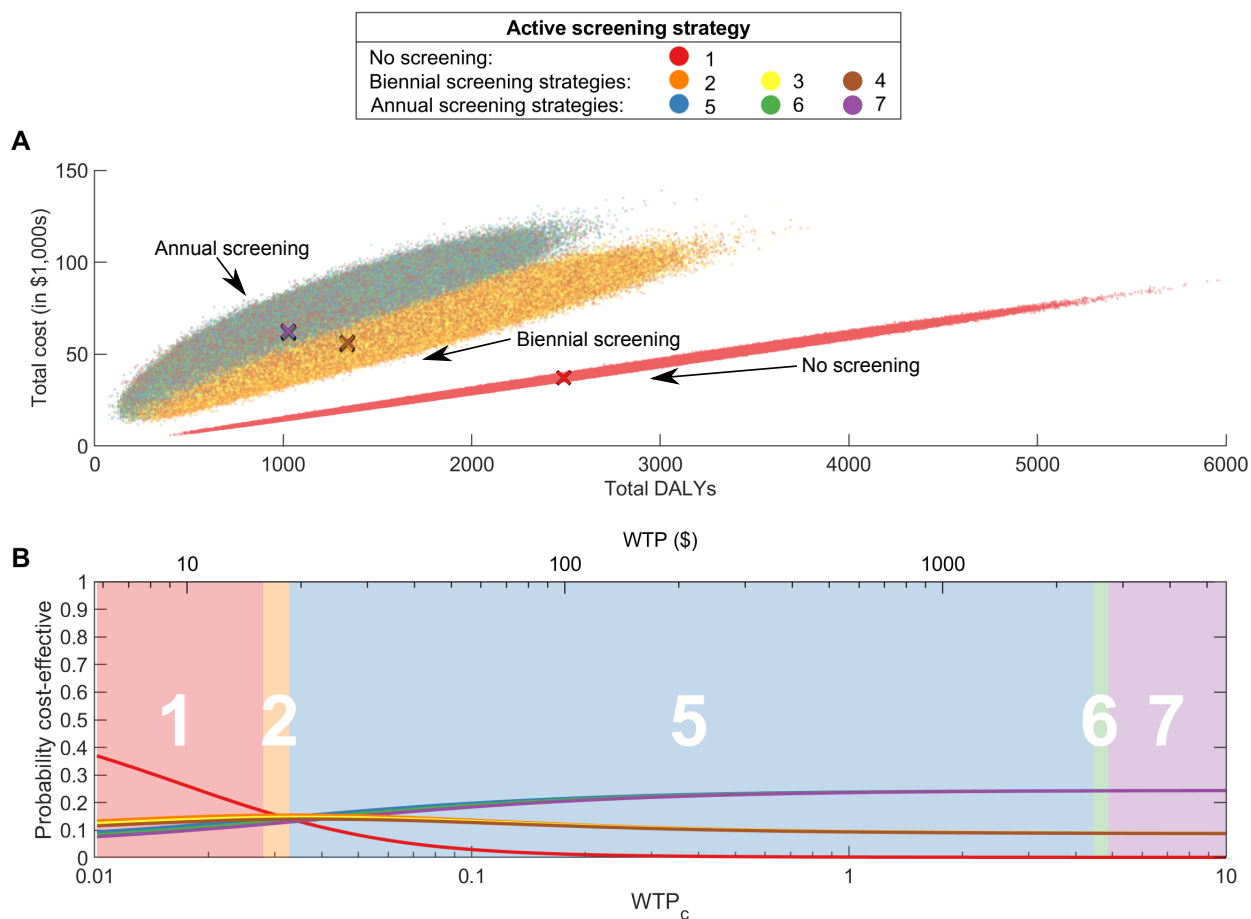 Active screening strategy
No screening: 1
Biennial screening strategies: 2 3 4
Annual screening strategies: 5 6 7
A
150
100
50
0
Total cost (in $1,000s)
Annual screening
Biennial screening
No screening
0 1000 2000 3000 4000 5000 6000
Total DALYs
B
WTP ($)
10 100 1000
1
0.9
0.8
0.7
0.6
0.5
0.4
0.3
0.2
0.1
0
Probability cost-effective
1 2 5 6 7
0.01 0.1 1 10
WTPc